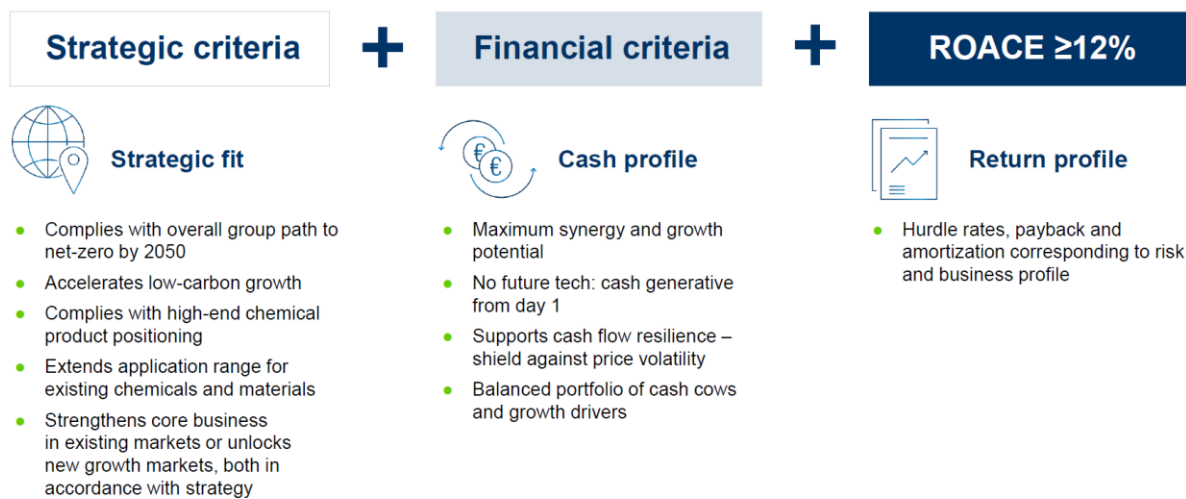 Strategic criteria
+
Financial criteria
+
ROACE ≥12%
Strategic fit
• Complies with overall group path to
net-zero by 2050
• Accelerates low-carbon growth
• Complies with high-end chemical
product positioning
• Extends application range for
existing chemicals and materials
• Strengthens core business
in existing markets or unlocks
new growth markets, both in
accordance with strategy
€
€
Cash profile
• Maximum synergy and growth
potential
• No future tech: cash generative
from day 1
• Supports cash flow resilience –
shield against price volatility
• Balanced portfolio of cash cows
and growth drivers
Return profile
• Hurdle rates, payback and
amortization corresponding to risk
and business profile